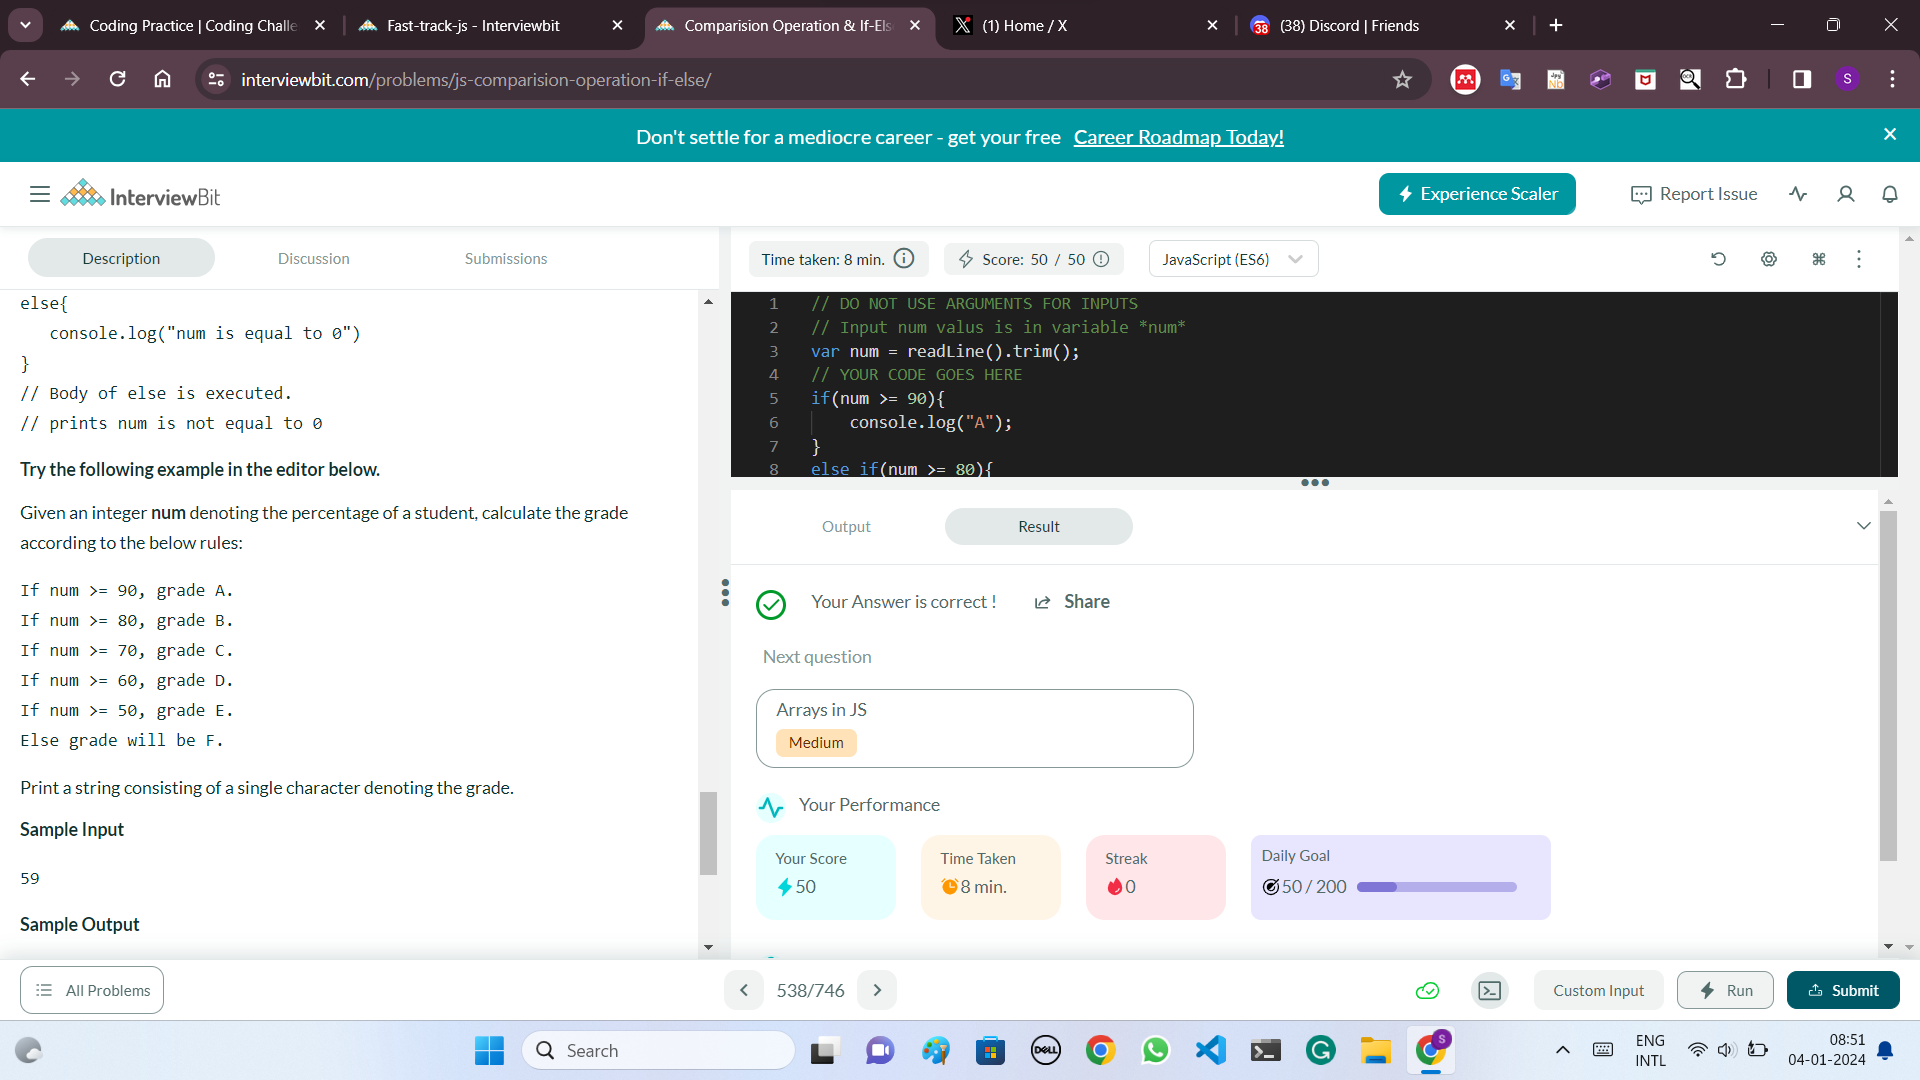 Coding Practice | Coding Challe
Fast-track-js - Interviewbit
Comparision Operation & If-Els
(1) Home / X
38
(38) Discord | Friends
interviewbit.com/problems/js-comparision-operation-if-else/
S
Don't settle for a mediocre career - get your free Career Roadmap Today!
InterviewBit
Experience Scaler
Report Issue
Description
Discussion
Submissions
else{
console.log("num is equal to 0")
}
// Body of else is executed.
// prints num is not equal to 0
Try the following example in the editor below.
Given an integer num denoting the percentage of a student, calculate the grade
according to the below rules:
If num >= 90, grade A.
If num >= 80, grade B.
If num >= 70, grade C.
If num >= 60, grade D.
If num >= 50, grade E.
Else grade will be F.
Print a string consisting of a single character denoting the grade.
Sample Input
59
Sample Output
Time taken: 8 min.
Score: 50 / 50
JavaScript (ES6)
1 // DO NOT USE ARGUMENTS FOR INPUTS
2 // Input num valus is in variable *num*
3 var num = readLine().trim();
4 // YOUR CODE GOES HERE
5 if(num >= 90){
6 console.log("A");
7 }
8 else if(num >= 80){
Output
Result
Your Answer is correct !
Share
Next question
Arrays in JS
Medium
Your Performance
Your Score
50
Time Taken
8 min.
Streak
0
Daily Goal
50 / 200
All Problems
538/746
Custom Input
Run
Submit
Search
DELL
S
ENG
INTL
08:51
04-01-2024